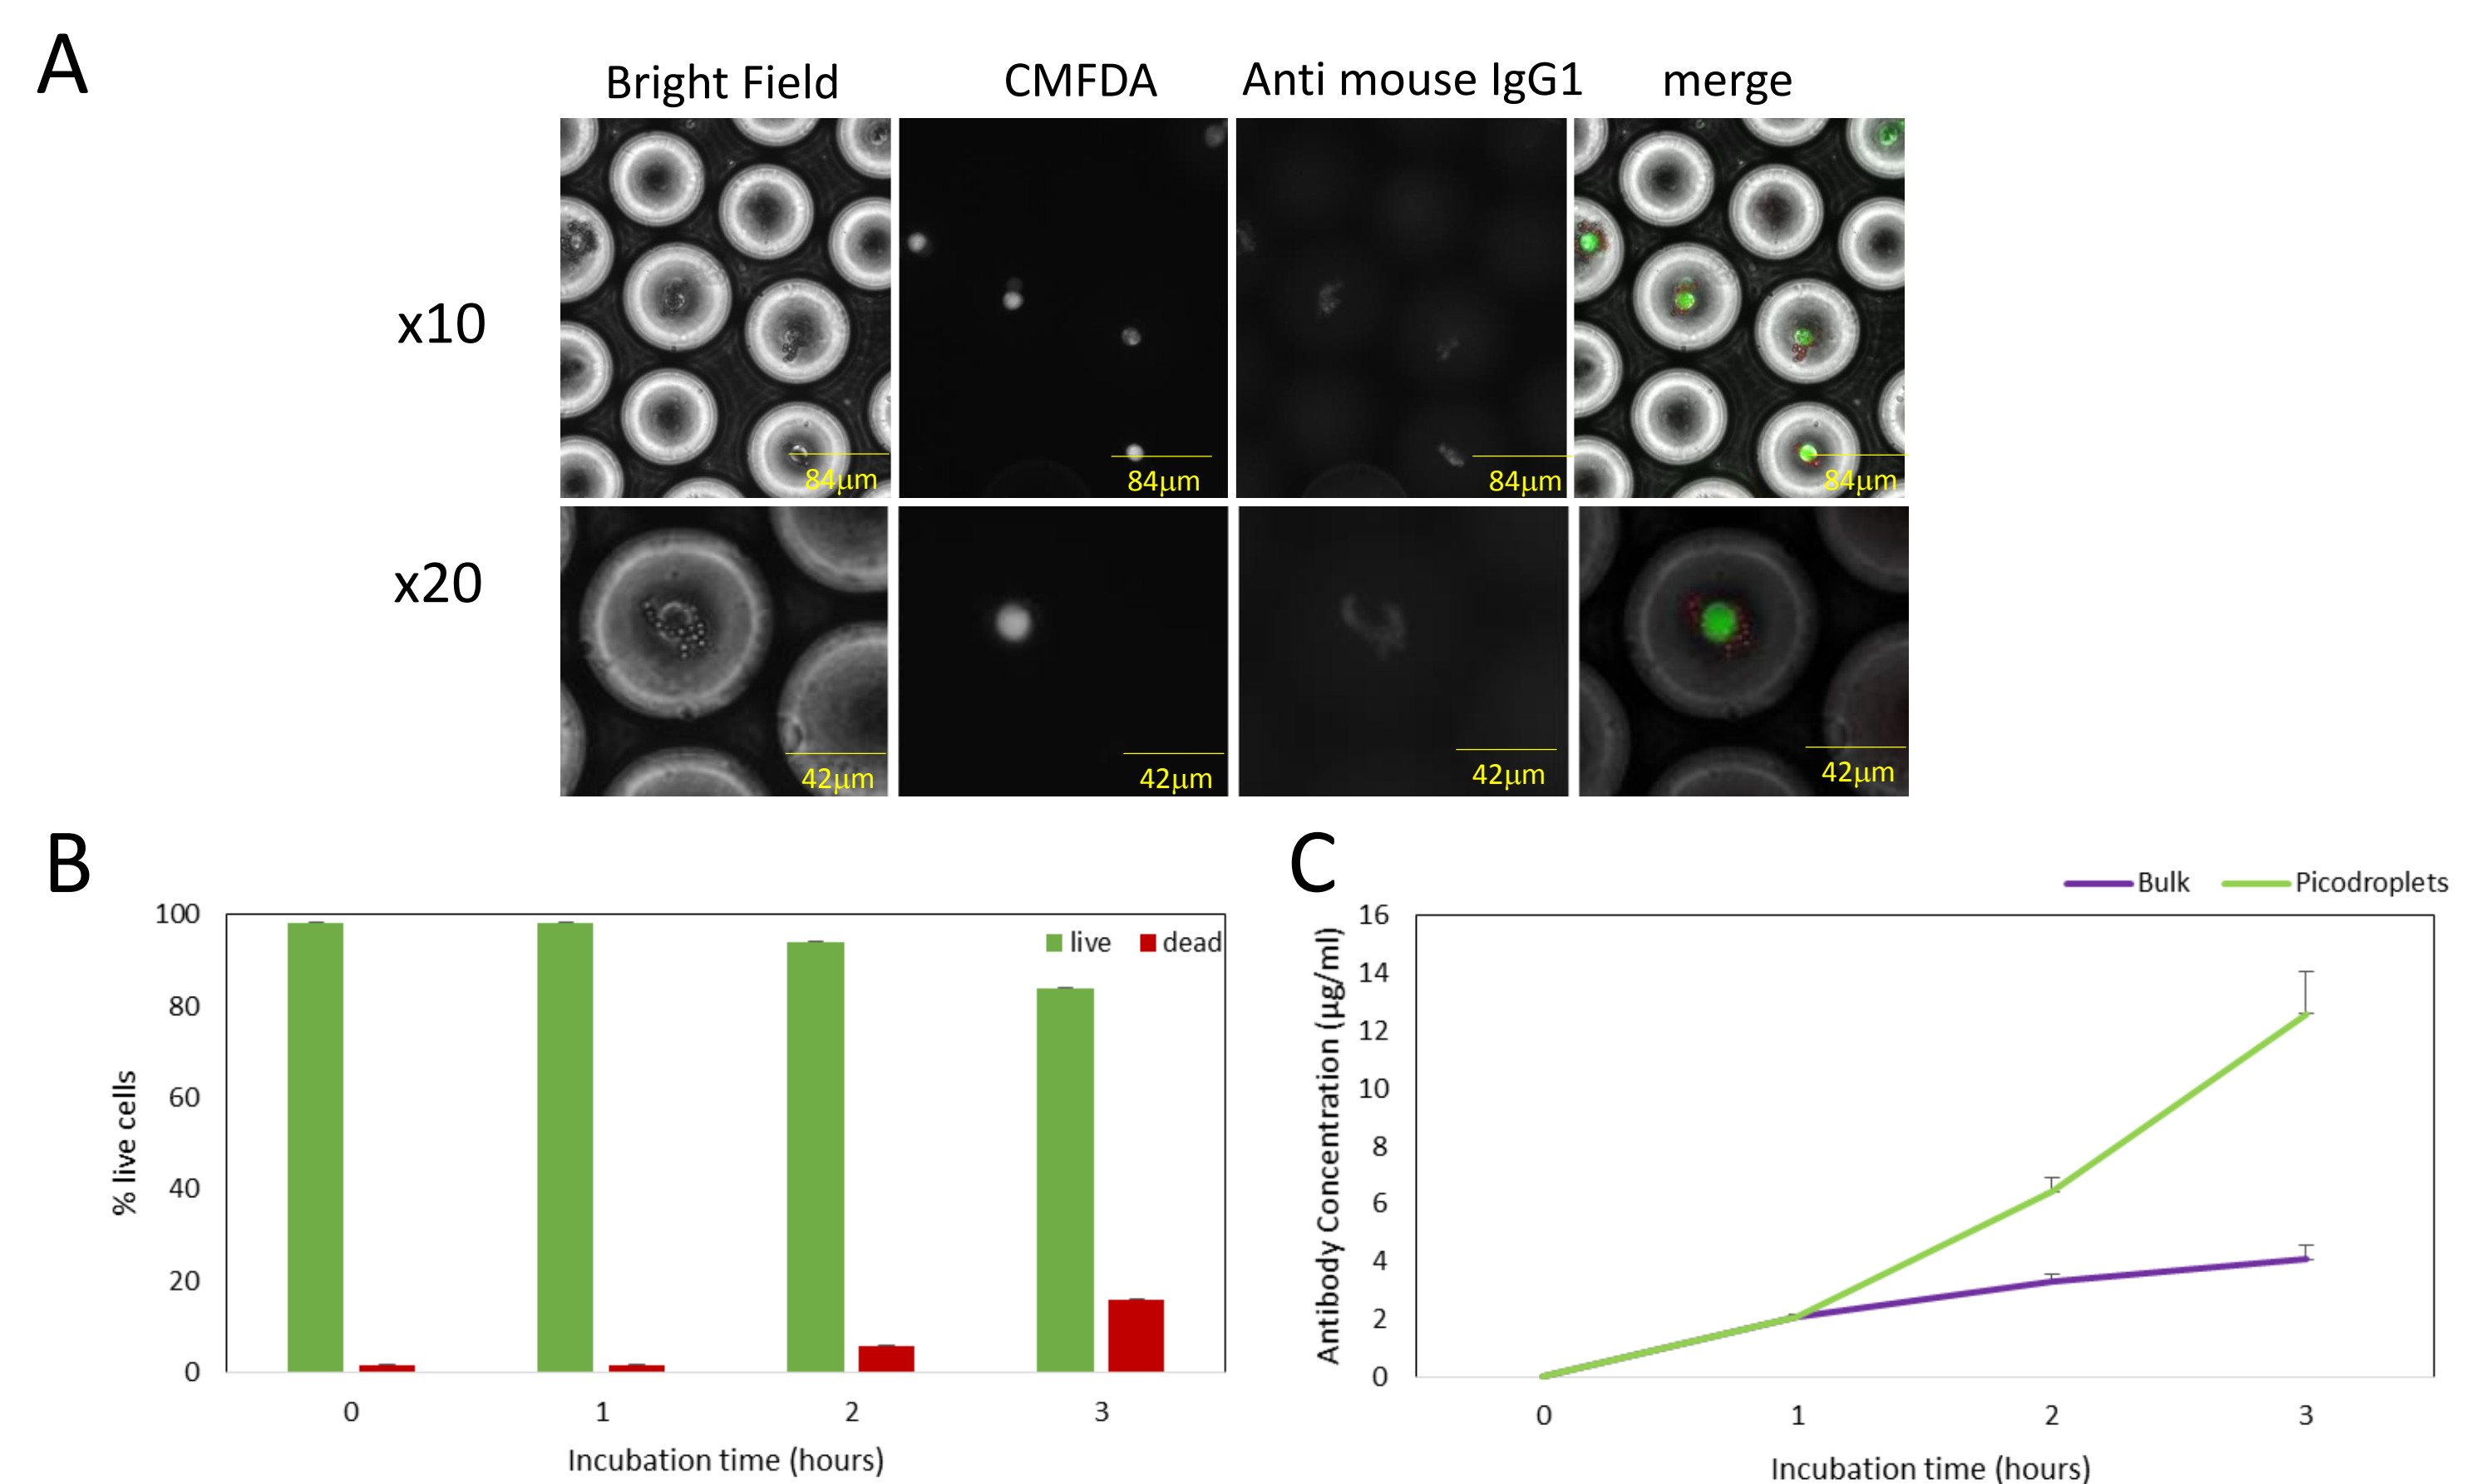 A
Bright Field
CMFDA
Anti mouse IgG1
merge
x10
84μm
84μm
84μm
84μm
x20
42μm
42μm
42μm
42μm
B
100
80
60
40
20
0
% live cells
live
dead
0
1
2
3
Incubation time (hours)
C
Bulk
Picodroplets
16
14
12
10
8
6
4
2
0
Antibody Concentration (μg/ml)
0
1
2
3
Incubation time (hours)